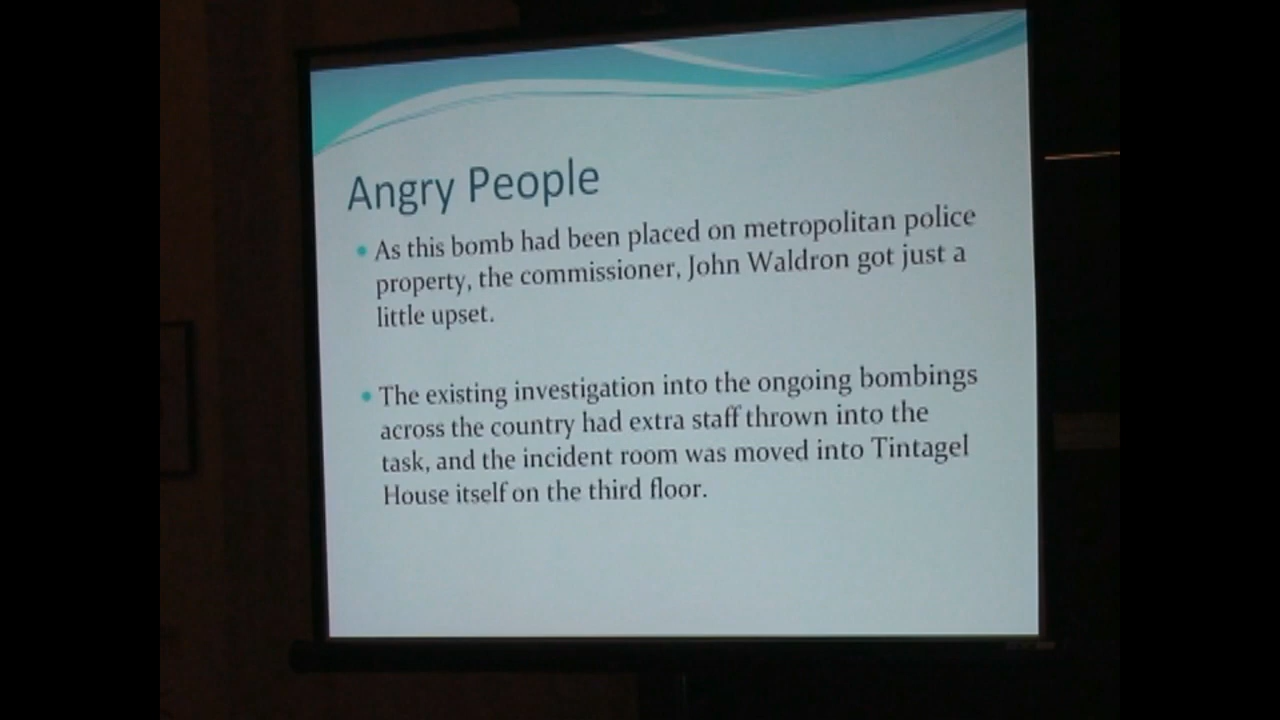 Angry People
As this bomb had been placed on metropolitan police
property, the commissioner, John Waldron got just a
little upset.
The existing investigation into the ongoing bombings
across the country had extra staff thrown into the
task, and the incident room was moved into Tintagel
House itself on the third floor.